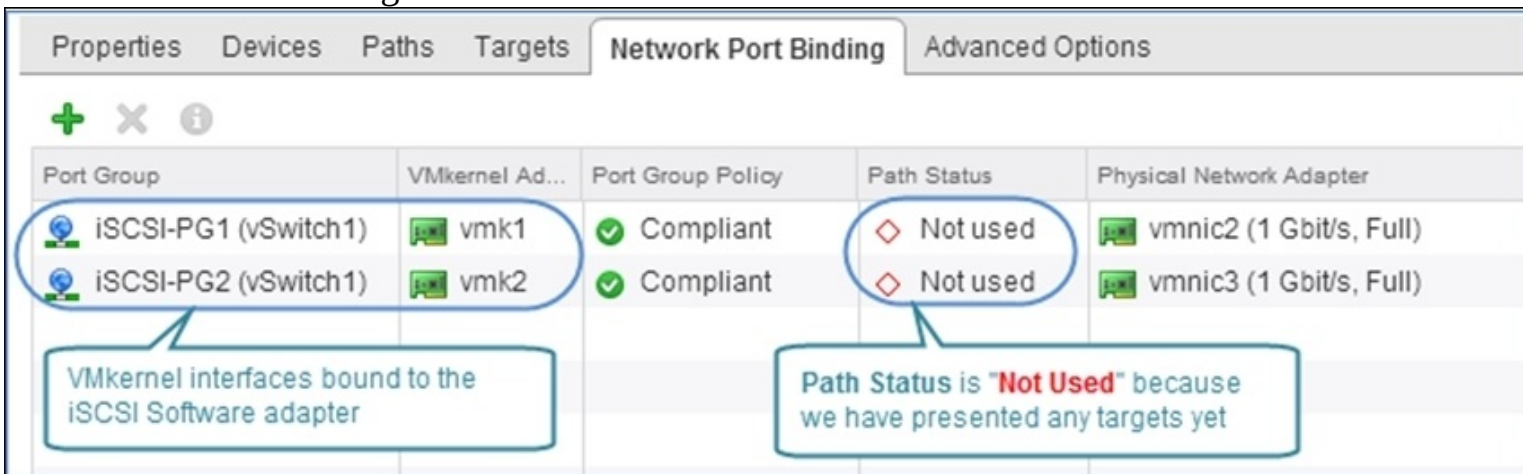 Properties Devices Paths Targets Network Port Binding Advanced Options
Port Group VMkernel Ad... Port Group Policy Path Status Physical Network Adapter
iSCSI-PG1 (vSwitch1) vmk1 Compliant Not used vmnic2 (1 Gbit/s, Full)
iSCSI-PG2 (vSwitch1) vmk2 Compliant Not used vmnic3 (1 Gbit/s, Full)
VMkernel interfaces bound to the
iSCSI Software adapter
Path Status is "Not Used" because
we have presented any targets yet